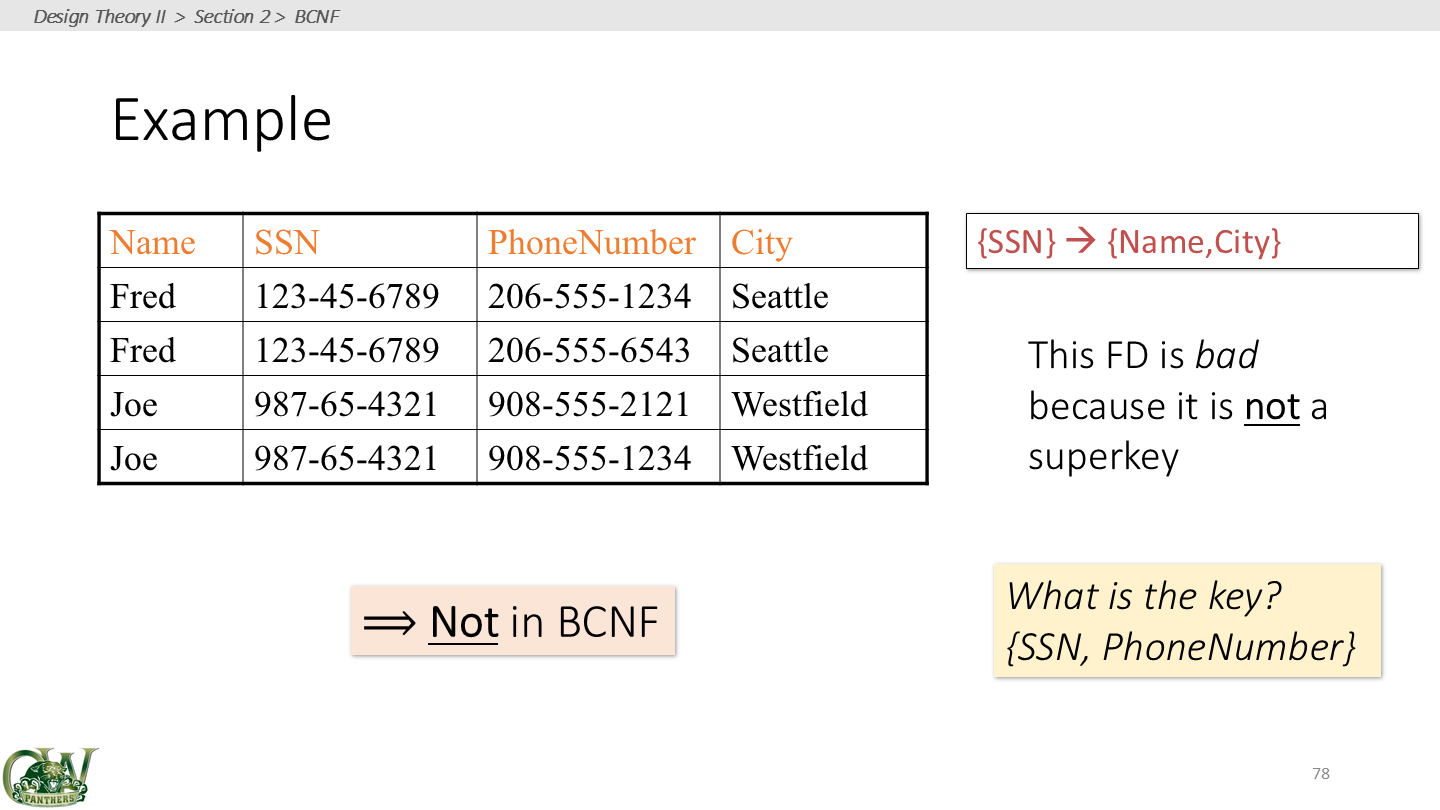 Design Theory II > Section 2 > BCNF
Example
Name SSN PhoneNumber City
Fred 123-45-6789 206-555-1234 Seattle
Fred 123-45-6789 206-555-6543 Seattle
Joe 987-65-4321 908-555-2121 Westfield
Joe 987-65-4321 908-555-1234 Westfield
{SSN} → {Name,City}
This FD is bad
because it is not a
superkey
⟹ Not in BCNF
What is the key?
{SSN, PhoneNumber}
CW
PANTHERS
78